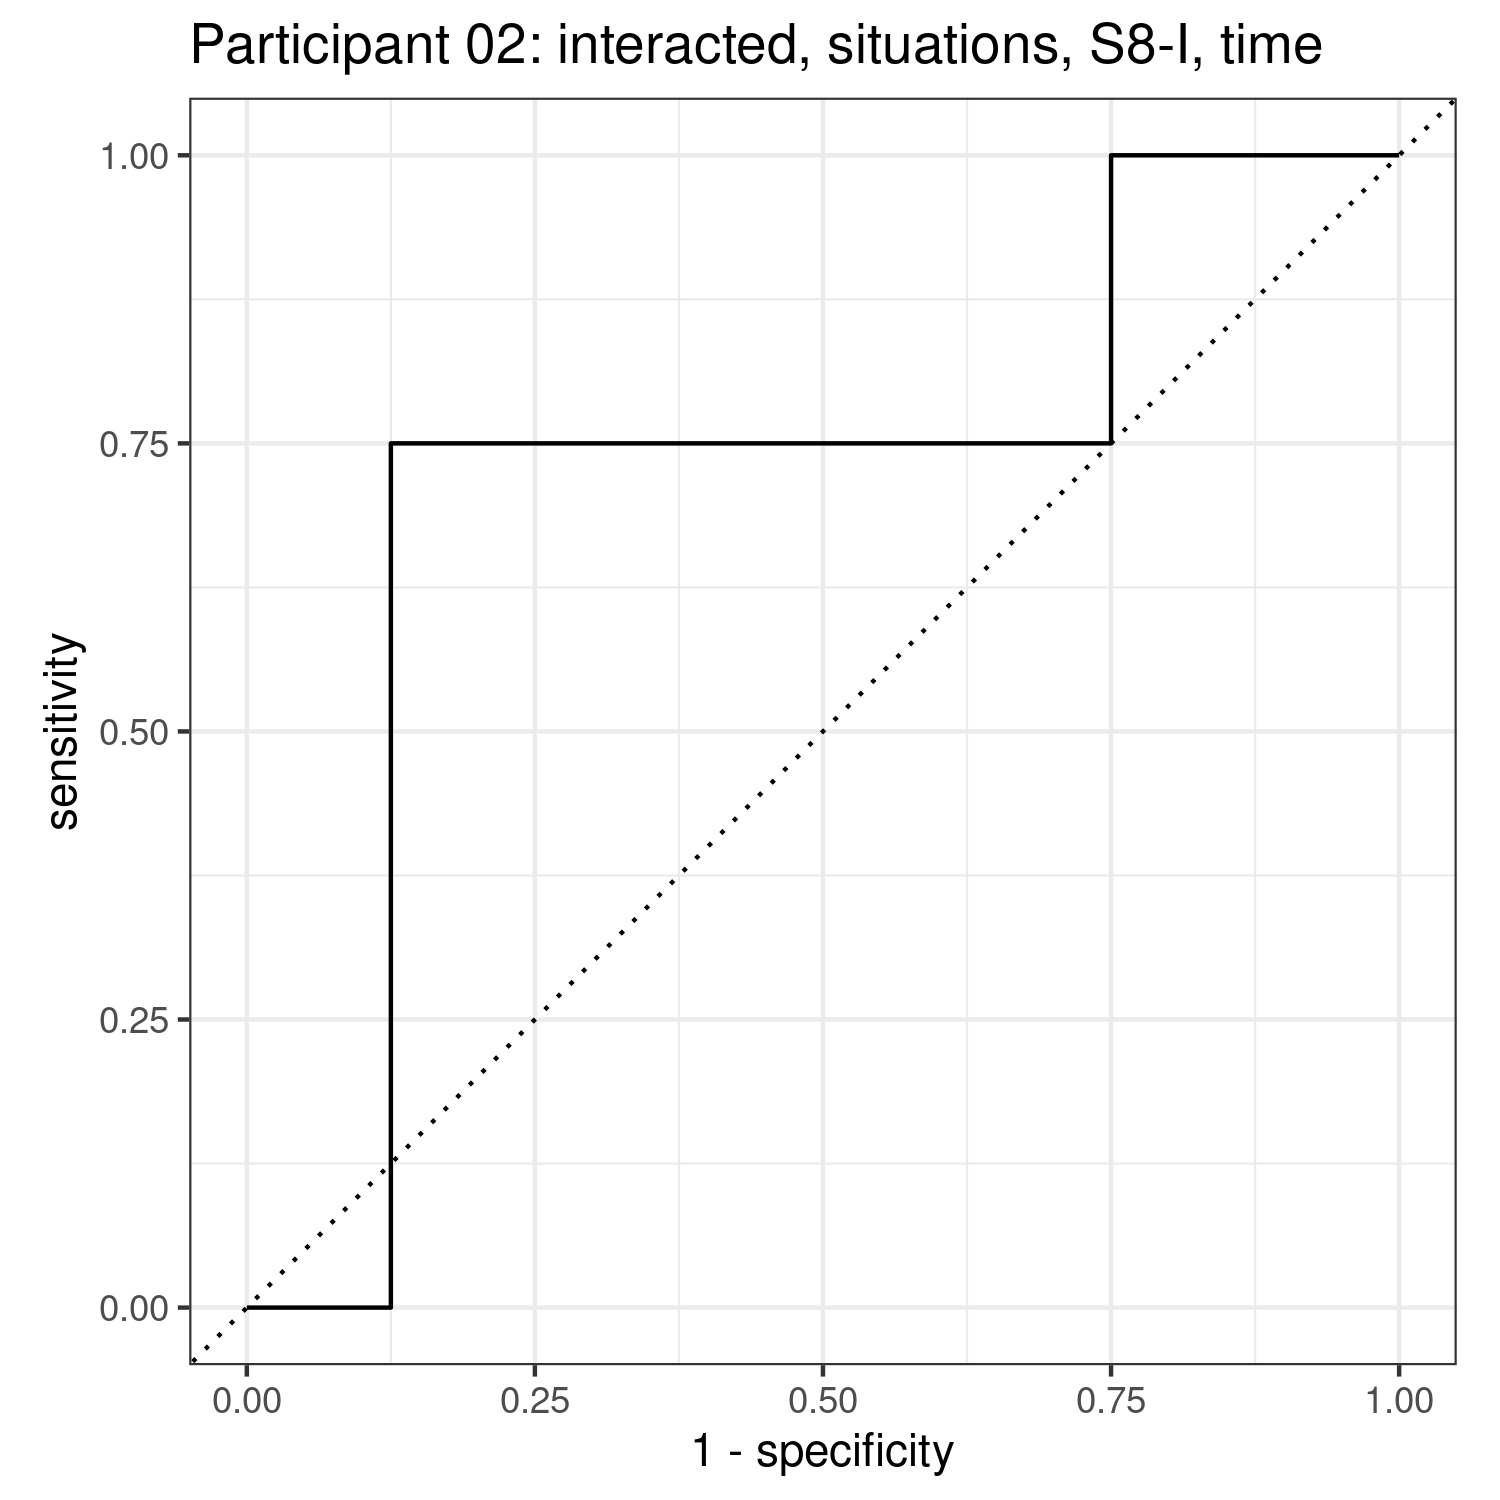 Participant 02: interacted, situations, S8-I, time
1.00
0.75
0.50
0.25
0.00
sensitivity
0.00 0.25 0.50 0.75 1.00
1 - specificity